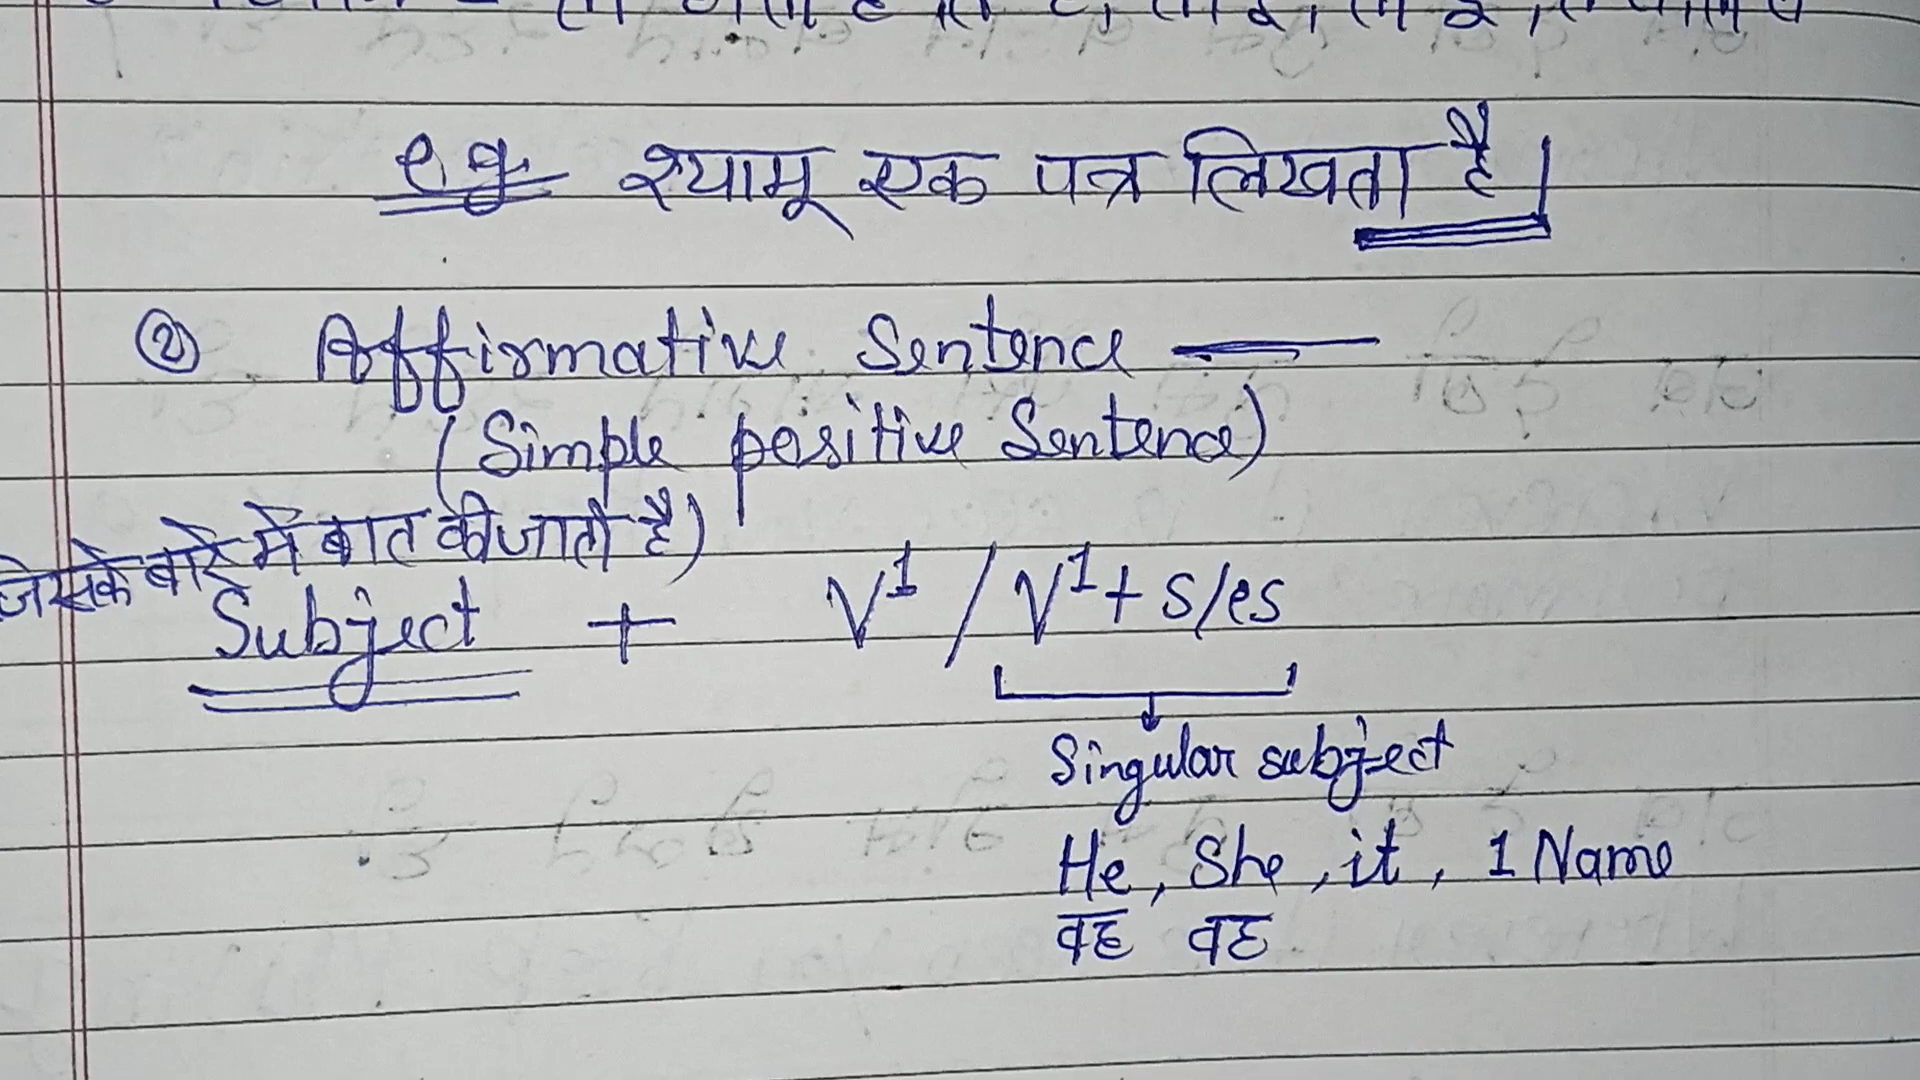 e.g. श्यामू एक पत्र लिखता है।
② Affirmative Sentence —
(Simple positive Sentence)
जिसके बारे में बात की जाती है)
Subject + V¹ / V¹ + s/es
Singular subject
He, She, it, 1 Name
वह वह